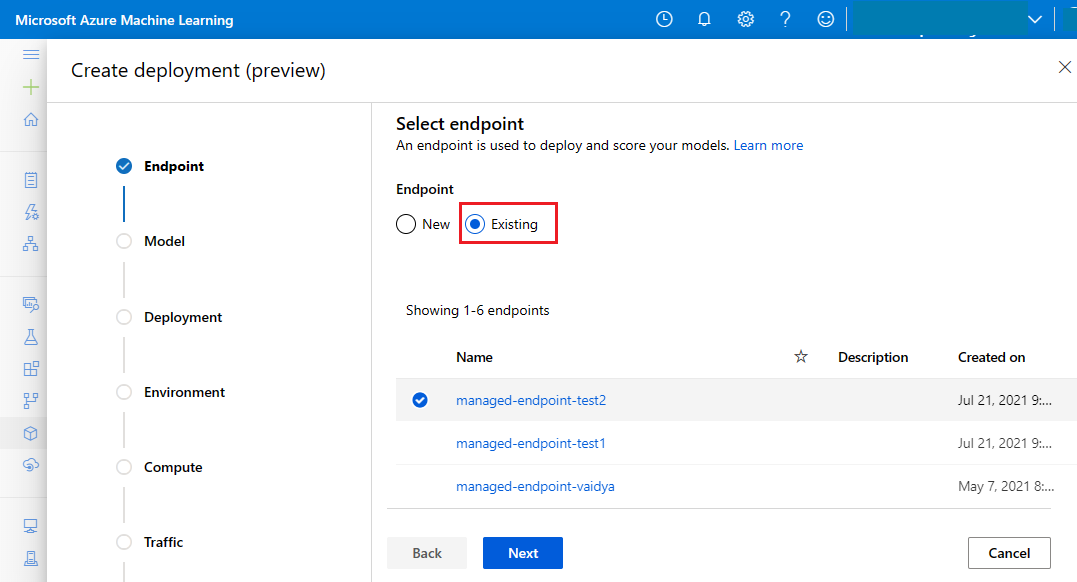 Microsoft Azure Machine Learning
Create deployment (preview)
Endpoint
Model
Deployment
Environment
Compute
Traffic
Select endpoint
An endpoint is used to deploy and score your models. Learn more
Endpoint
New Existing
Showing 1-6 endpoints
Name Description Created on
managed-endpoint-test2 Jul 21, 2021 9:...
managed-endpoint-test1 Jul 21, 2021 9:...
managed-endpoint-vaidya May 7, 2021 8:...
Back Next Cancel